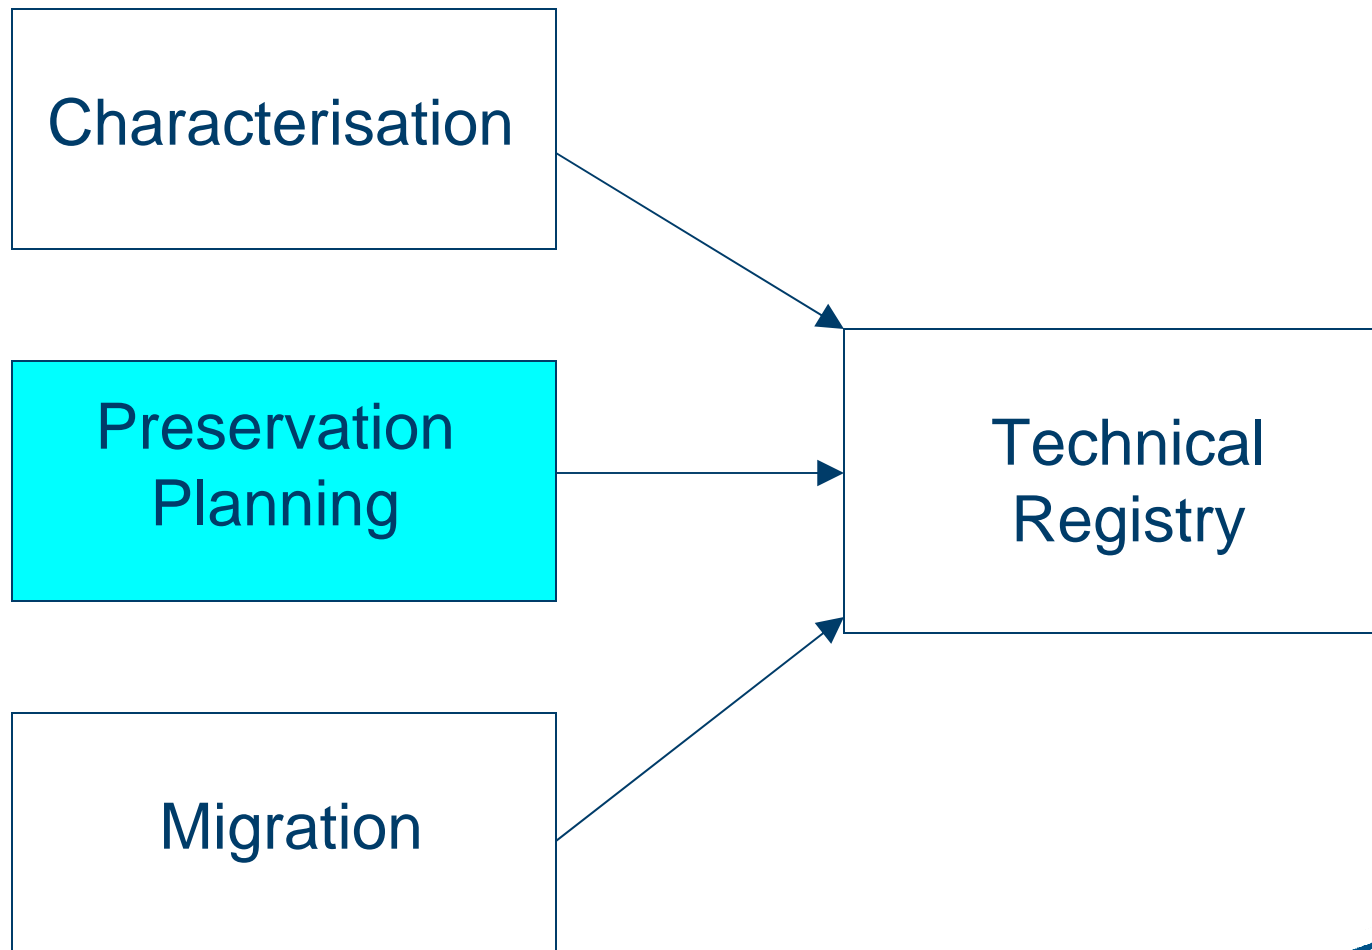 Characterisation
Preservation
Planning
Technical
Registry
Migration